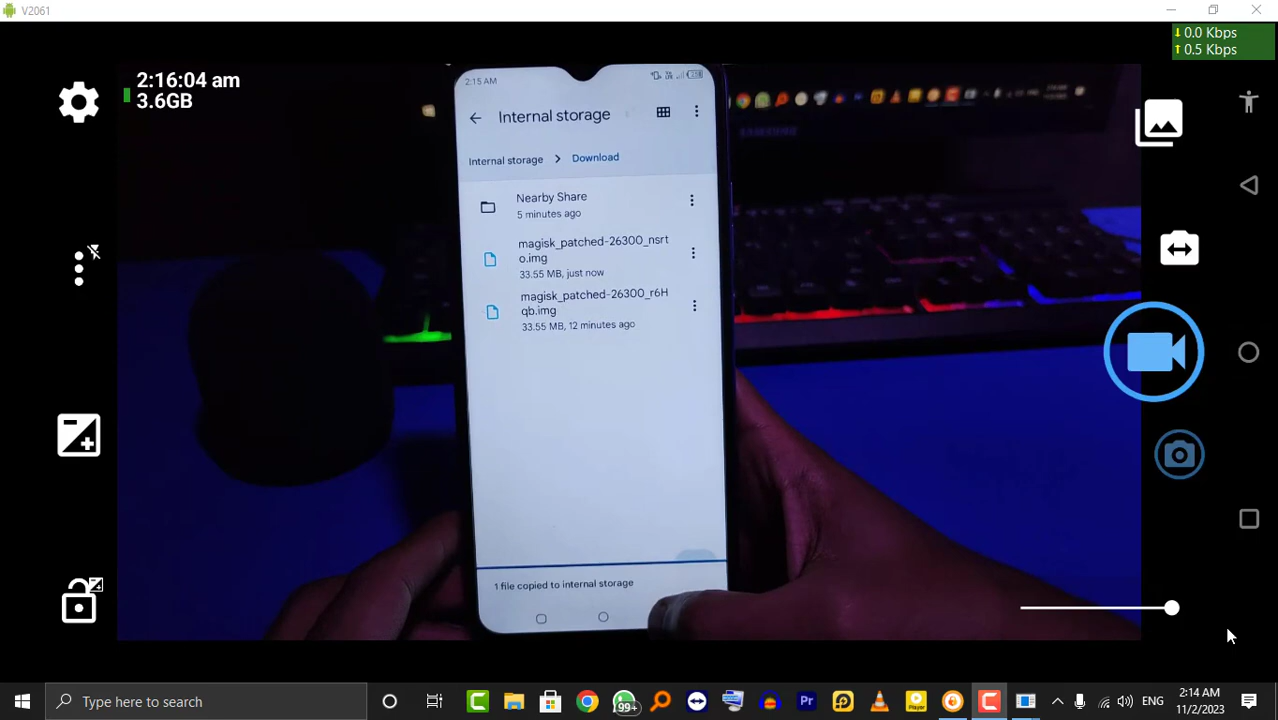 V2061
0.0 Kbps
0.5 Kbps
2:16:04 am
3.6GB
2:15 AM
Internal storage
Internal storage > Download
Nearby Share
5 minutes ago
magisk_patched-26300_nsrt
o.img
33.55 MB, just now
magisk_patched-26300_r6H
qb.img
33.55 MB, 12 minutes ago
1 file copied to internal storage
SAMSUNG
Type here to search
99+
Pr
Player
ENG
2:14 AM
11/2/2023